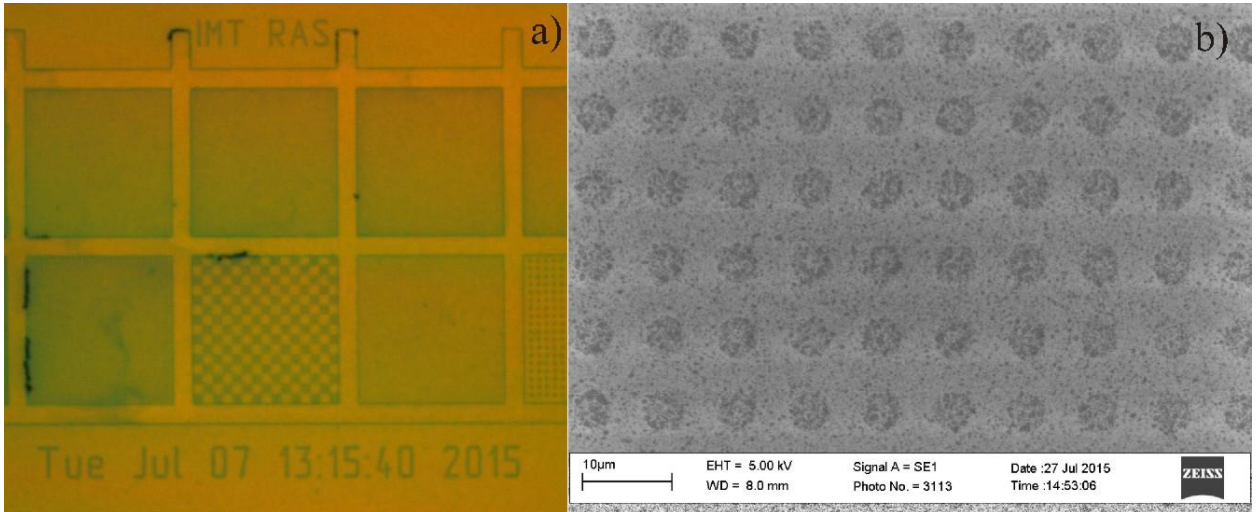 IMT RAS
a)
Tue Jul 07 13:15:40 2015
b)
10µm
EHT = 5.00 kV
WD = 8.0 mm
Signal A = SE1
Photo No. = 3113
Date :27 Jul 2015
Time :14:53:06
ZEISS